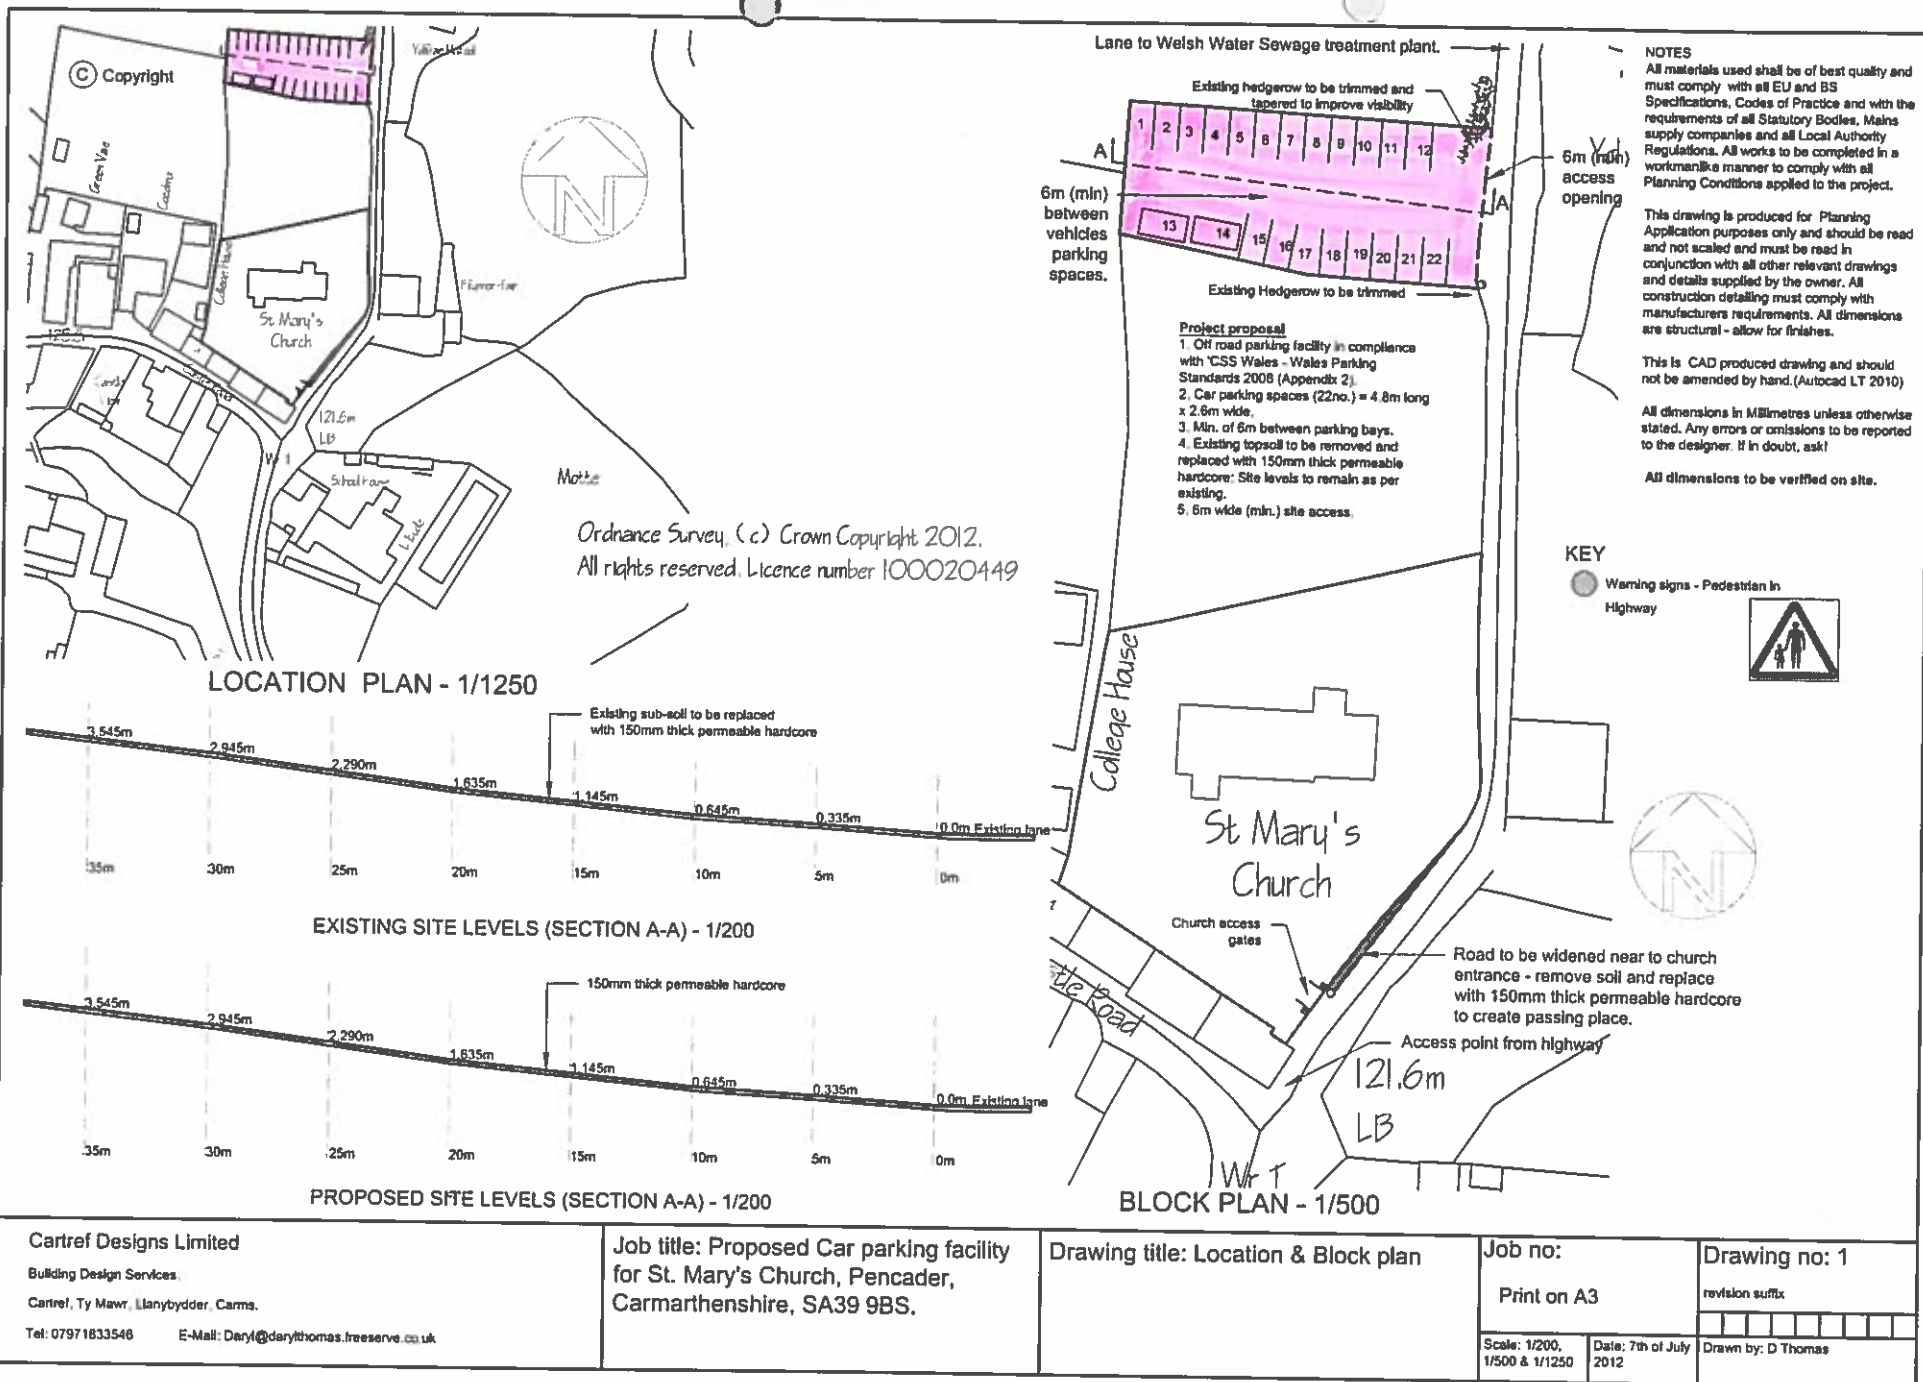 © Copyright
Green Vale
College House
St Mary's
Church
121.6m
LB
School House
Motte
Ordnance Survey, (c) Crown Copyright 2012.
All rights reserved. Licence number 100020449
N
LOCATION PLAN - 1/1250
Existing sub-soil to be replaced
with 150mm thick permeable hardcore
3.545m
2.945m
2.290m
1.635m
1.145m
0.645m
0.335m
0.0m Existing lane
35m
30m
25m
20m
15m
10m
5m
0m
EXISTING SITE LEVELS (SECTION A-A) - 1/200
150mm thick permeable hardcore
3.545m
2.945m
2.290m
1.635m
1.145m
0.645m
0.335m
0.0m Existing lane
35m
30m
25m
20m
15m
10m
5m
0m
PROPOSED SITE LEVELS (SECTION A-A) - 1/200
Lane to Welsh Water Sewage treatment plant.
Existing hedgerow to be trimmed and
tapered to improve visibility
1
2
3
4
5
6
7
8
9
10
11
12
A
A
6m (min)
access
opening
6m (min)
between
vehicles
parking
spaces.
13
14
15
16
17
18
19
20
21
22
Existing Hedgerow to be trimmed
Project proposal
1. Off road parking facility in compliance
with 'CSS Wales - Wales Parking
Standards 2008 (Appendix 2).
2. Car parking spaces (22no.) = 4.8m long
x 2.6m wide.
3. Min. of 6m between parking bays.
4. Existing topsoil to be removed and
replaced with 150mm thick permeable
hardcore: Site levels to remain as per
existing.
5. 6m wide (min.) site access.
College House
St Mary's
Church
N
Church access
gates
Road to be widened near to church
entrance - remove soil and replace
with 150mm thick permeable hardcore
to create passing place.
Access point from highway
tle Road
121.6m
LB
Wr T
BLOCK PLAN - 1/500
NOTES
All materials used shall be of best quality and
must comply with all EU and BS
Specifications, Codes of Practice and with the
requirements of all Statutory Bodies, Mains
supply companies and all Local Authority
Regulations. All works to be completed in a
workmanlike manner to comply with all
Planning Conditions applied to the project.
This drawing is produced for Planning
Application purposes only and should be read
and not scaled and must be read in
conjunction with all other relevant drawings
and details supplied by the owner. All
construction detailing must comply with
manufacturers requirements. All dimensions
are structural - allow for finishes.
This is CAD produced drawing and should
not be amended by hand.(Autocad LT 2010)
All dimensions in Millimetres unless otherwise
stated. Any errors or omissions to be reported
to the designer. If in doubt, ask!
All dimensions to be verified on site.
KEY
Warning signs - Pedestrian in
Highway
Cartref Designs Limited
Building Design Services.
Cartref, Ty Mawr, Llanybydder, Carms.
Tel: 07971833546 E-Mail: Daryl@darylthomas.freeserve.co.uk
Job title: Proposed Car parking facility
for St. Mary's Church, Pencader,
Carmarthenshire, SA39 9BS.
Drawing title: Location & Block plan
Job no:
Print on A3
Scale: 1/200,
1/500 & 1/1250
Date: 7th of July
2012
Drawing no: 1
revision suffix
Drawn by: D Thomas